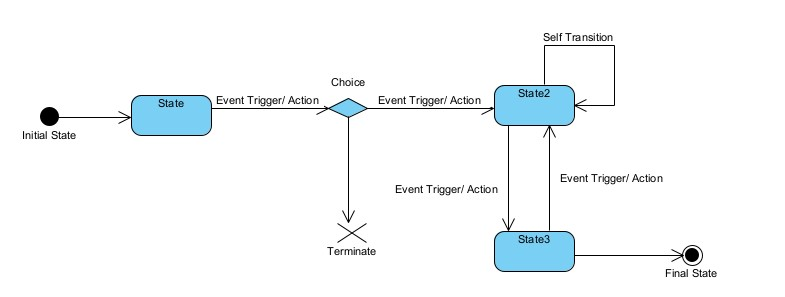 Self Transition
Choice
State
Event Trigger/ Action
Event Trigger/ Action
State2
Initial State
Event Trigger/ Action
Event Trigger/ Action
State3
Terminate
Final State